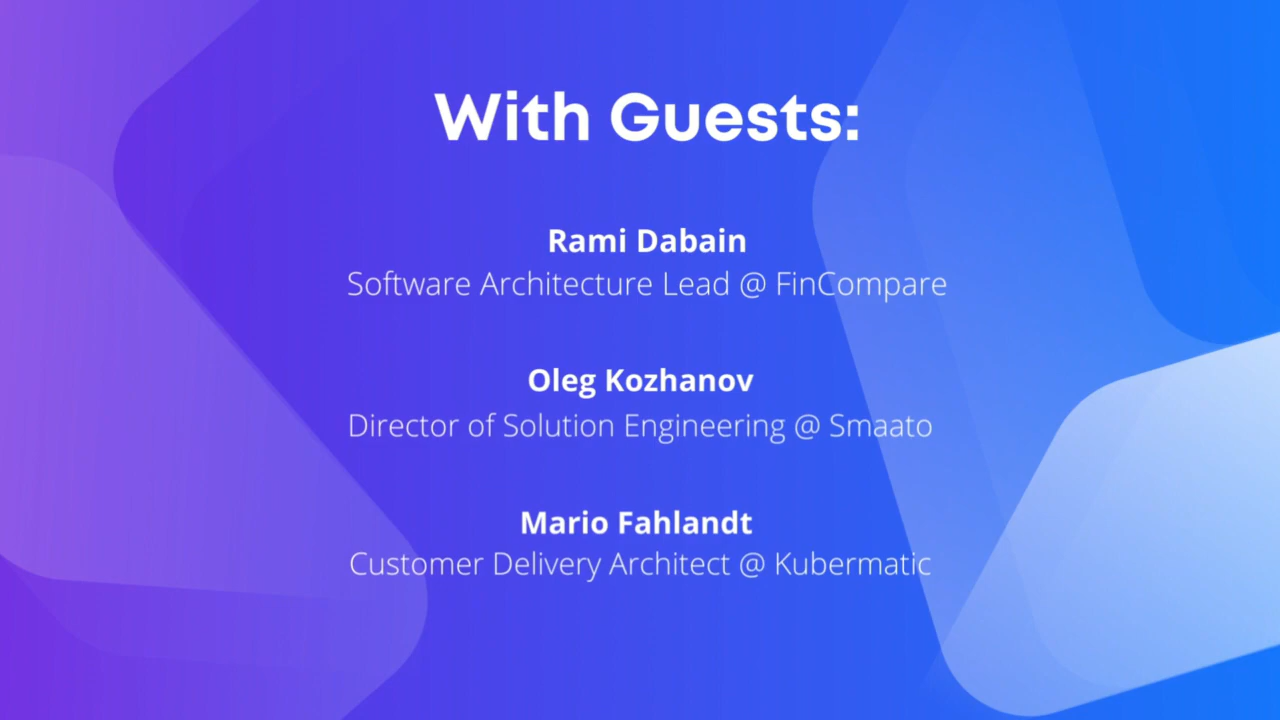 With Guests:
Rami Dabain
Software Architecture Lead @ FinCompare
Oleg Kozhanov
Director of Solution Engineering @ Smaato
Mario Fahlandt
Customer Delivery Architect @ Kubermatic